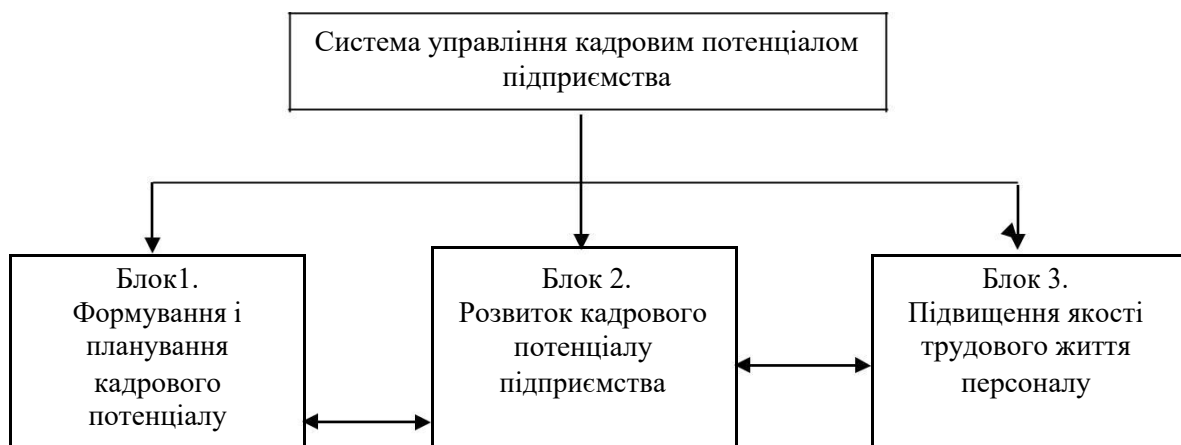 Система управління кадровим потенціалом
підприємства
Блок1.
Формування і
планування
кадрового
потенціалу
Блок 2.
Розвиток кадрового
потенціалу
підприємства
Блок 3.
Підвищення якості
трудового життя
персоналу